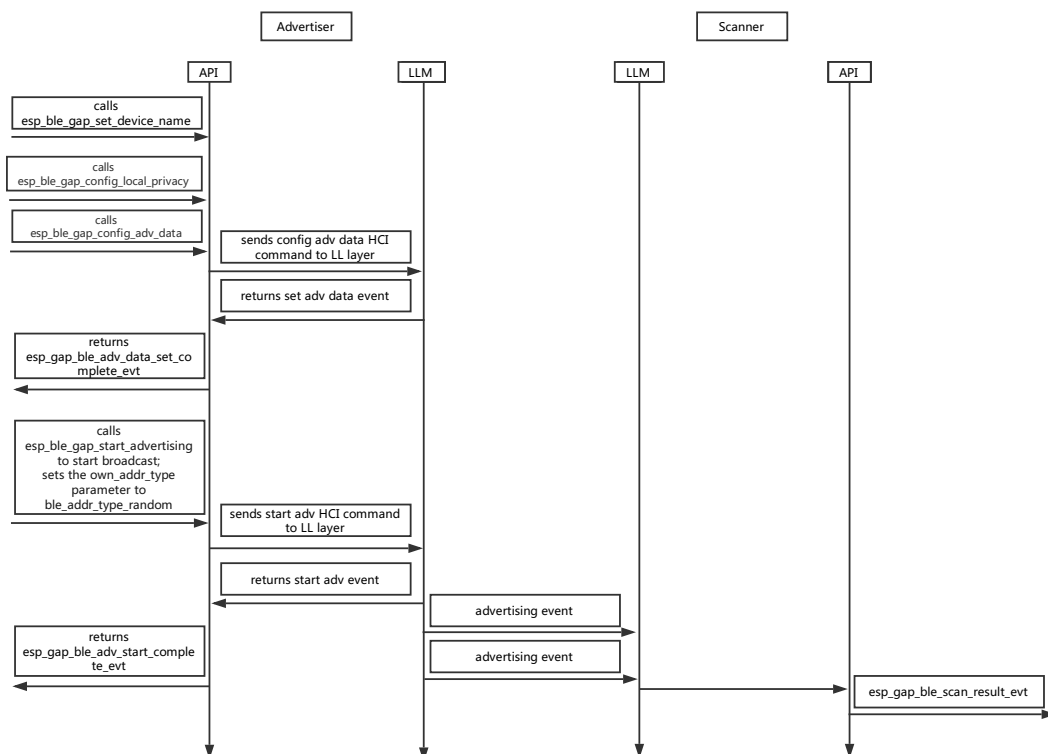 Advertiser
Scanner
API
LLM
LLM
API
calls
esp_ble_gap_set_device_name
calls
esp_ble_gap_config_local_privacy
calls
esp_ble_gap_config_adv_data
sends config adv data HCI
command to LL layer
returns set adv data event
returns
esp_gap_ble_adv_data_set_co
mplete_evt
calls
esp_ble_gap_start_advertising
to start broadcast;
sets the own_addr_type
parameter to
ble_addr_type_random
sends start adv HCI command
to LL layer
returns start adv event
advertising event
returns
esp_gap_ble_adv_start_comple
te_evt
advertising event
esp_gap_ble_scan_result_evt